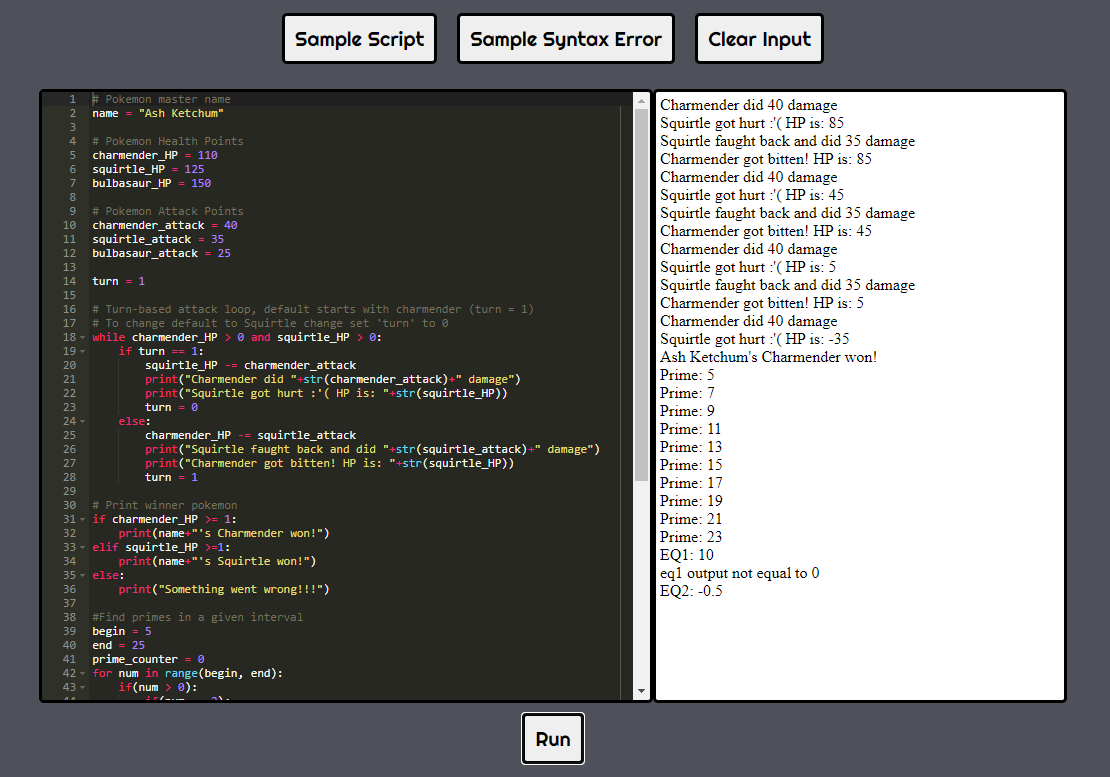 Sample Script
Sample Syntax Error
Clear Input
1 # Pokemon master name
2 name = "Ash Ketchum"
3
4 # Pokemon Health Points
5 charmender_HP = 110
6 squirtle_HP = 125
7 bulbasaur_HP = 150
8
9 # Pokemon Attack Points
10 charmender_attack = 40
11 squirtle_attack = 35
12 bulbasaur_attack = 25
13
14 turn = 1
15
16 # Turn-based attack loop, default starts with charmender (turn = 1)
17 # To change default to Squirtle change set 'turn' to 0
18 while charmender_HP > 0 and squirtle_HP > 0:
19     if turn == 1:
20         squirtle_HP -= charmender_attack
21         print("Charmender did "+str(charmender_attack)+" damage")
22         print("Squirtle got hurt :'( HP is: "+str(squirtle_HP))
23         turn = 0
24     else:
25         charmender_HP -= squirtle_attack
26         print("Squirtle faught back and did "+str(squirtle_attack)+" damage")
27         print("Charmender got bitten! HP is: "+str(squirtle_HP))
28         turn = 1
29
30 # Print winner pokemon
31 if charmender_HP >= 1:
32     print(name+"'s Charmender won!")
33 elif squirtle_HP >=1:
34     print(name+"'s Squirtle won!")
35 else:
36     print("Something went wrong!!!")
37
38 #Find primes in a given interval
39 begin = 5
40 end = 25
41 prime_counter = 0
42 for num in range(begin, end):
43     if(num > 0):
Charmender did 40 damage
Squirtle got hurt :'( HP is: 85
Squirtle faught back and did 35 damage
Charmender got bitten! HP is: 85
Charmender did 40 damage
Squirtle got hurt :'( HP is: 45
Squirtle faught back and did 35 damage
Charmender got bitten! HP is: 45
Charmender did 40 damage
Squirtle got hurt :'( HP is: 5
Squirtle faught back and did 35 damage
Charmender got bitten! HP is: 5
Charmender did 40 damage
Squirtle got hurt :'( HP is: -35
Ash Ketchum's Charmender won!
Prime: 5
Prime: 7
Prime: 9
Prime: 11
Prime: 13
Prime: 15
Prime: 17
Prime: 19
Prime: 21
Prime: 23
EQ1: 10
eq1 output not equal to 0
EQ2: -0.5
Run